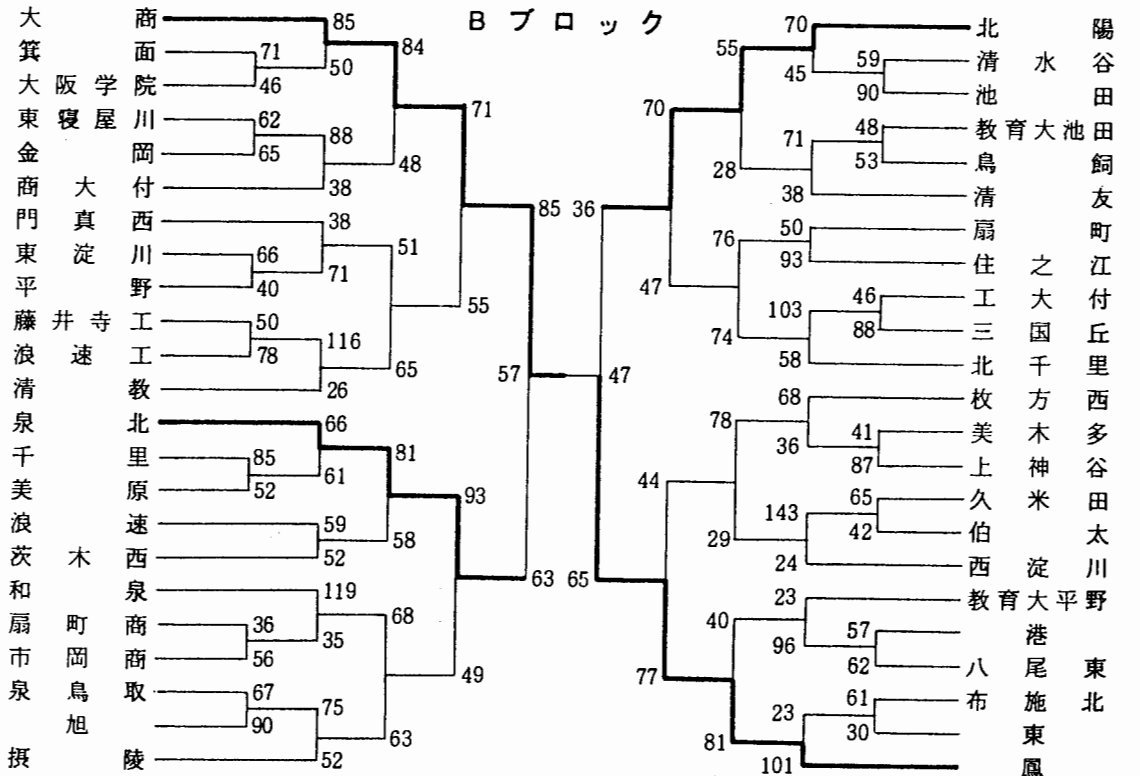 Bブロック
大商 85
箕面 71
50
大阪学院 46
84
東寝屋川 62
88
金岡 65
48
商大付 38
71
門真西 38
51
東淀川 66
71
平野 40
55
藤井寺工 50
116
浪速工 78
65
清教 26
85
泉北 66
81
千里 85
61
美原 52
93
浪速 59
58
茨木西 52
63
和泉 119
68
扇町商 36
35
市岡商 56
49
泉鳥取 67
75
旭 90
63
摂陵 52
57
47
70 北陽
55
59 清水谷
45
90 池田
70
48 教育大池田
71
53 鳥飼
28
38 清友
36
50 扇町
76
93 住之江
47
46 工大付
103
88 三国丘
74
58 北千里
68 枚方西
78
41 美木多
36
87 上神谷
44
65 久米田
143
42 伯太
29
24 西淀川
65
23 教育大平野
40
57 港
96
62 八尾東
77
61 布施北
23
30 東
81
101 鳳